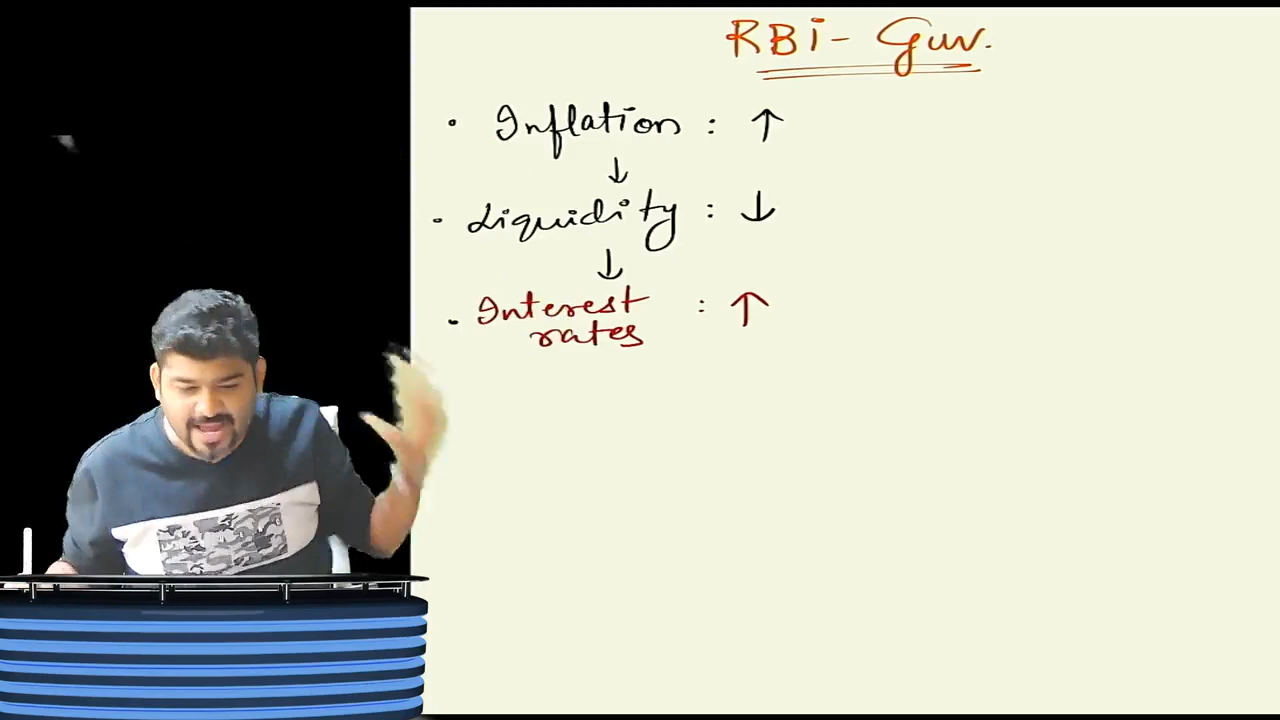 RBi - Guv.
• Inflation : ↑
↓
• Liquidity : ↓
↓
• Interest : ↑
rates